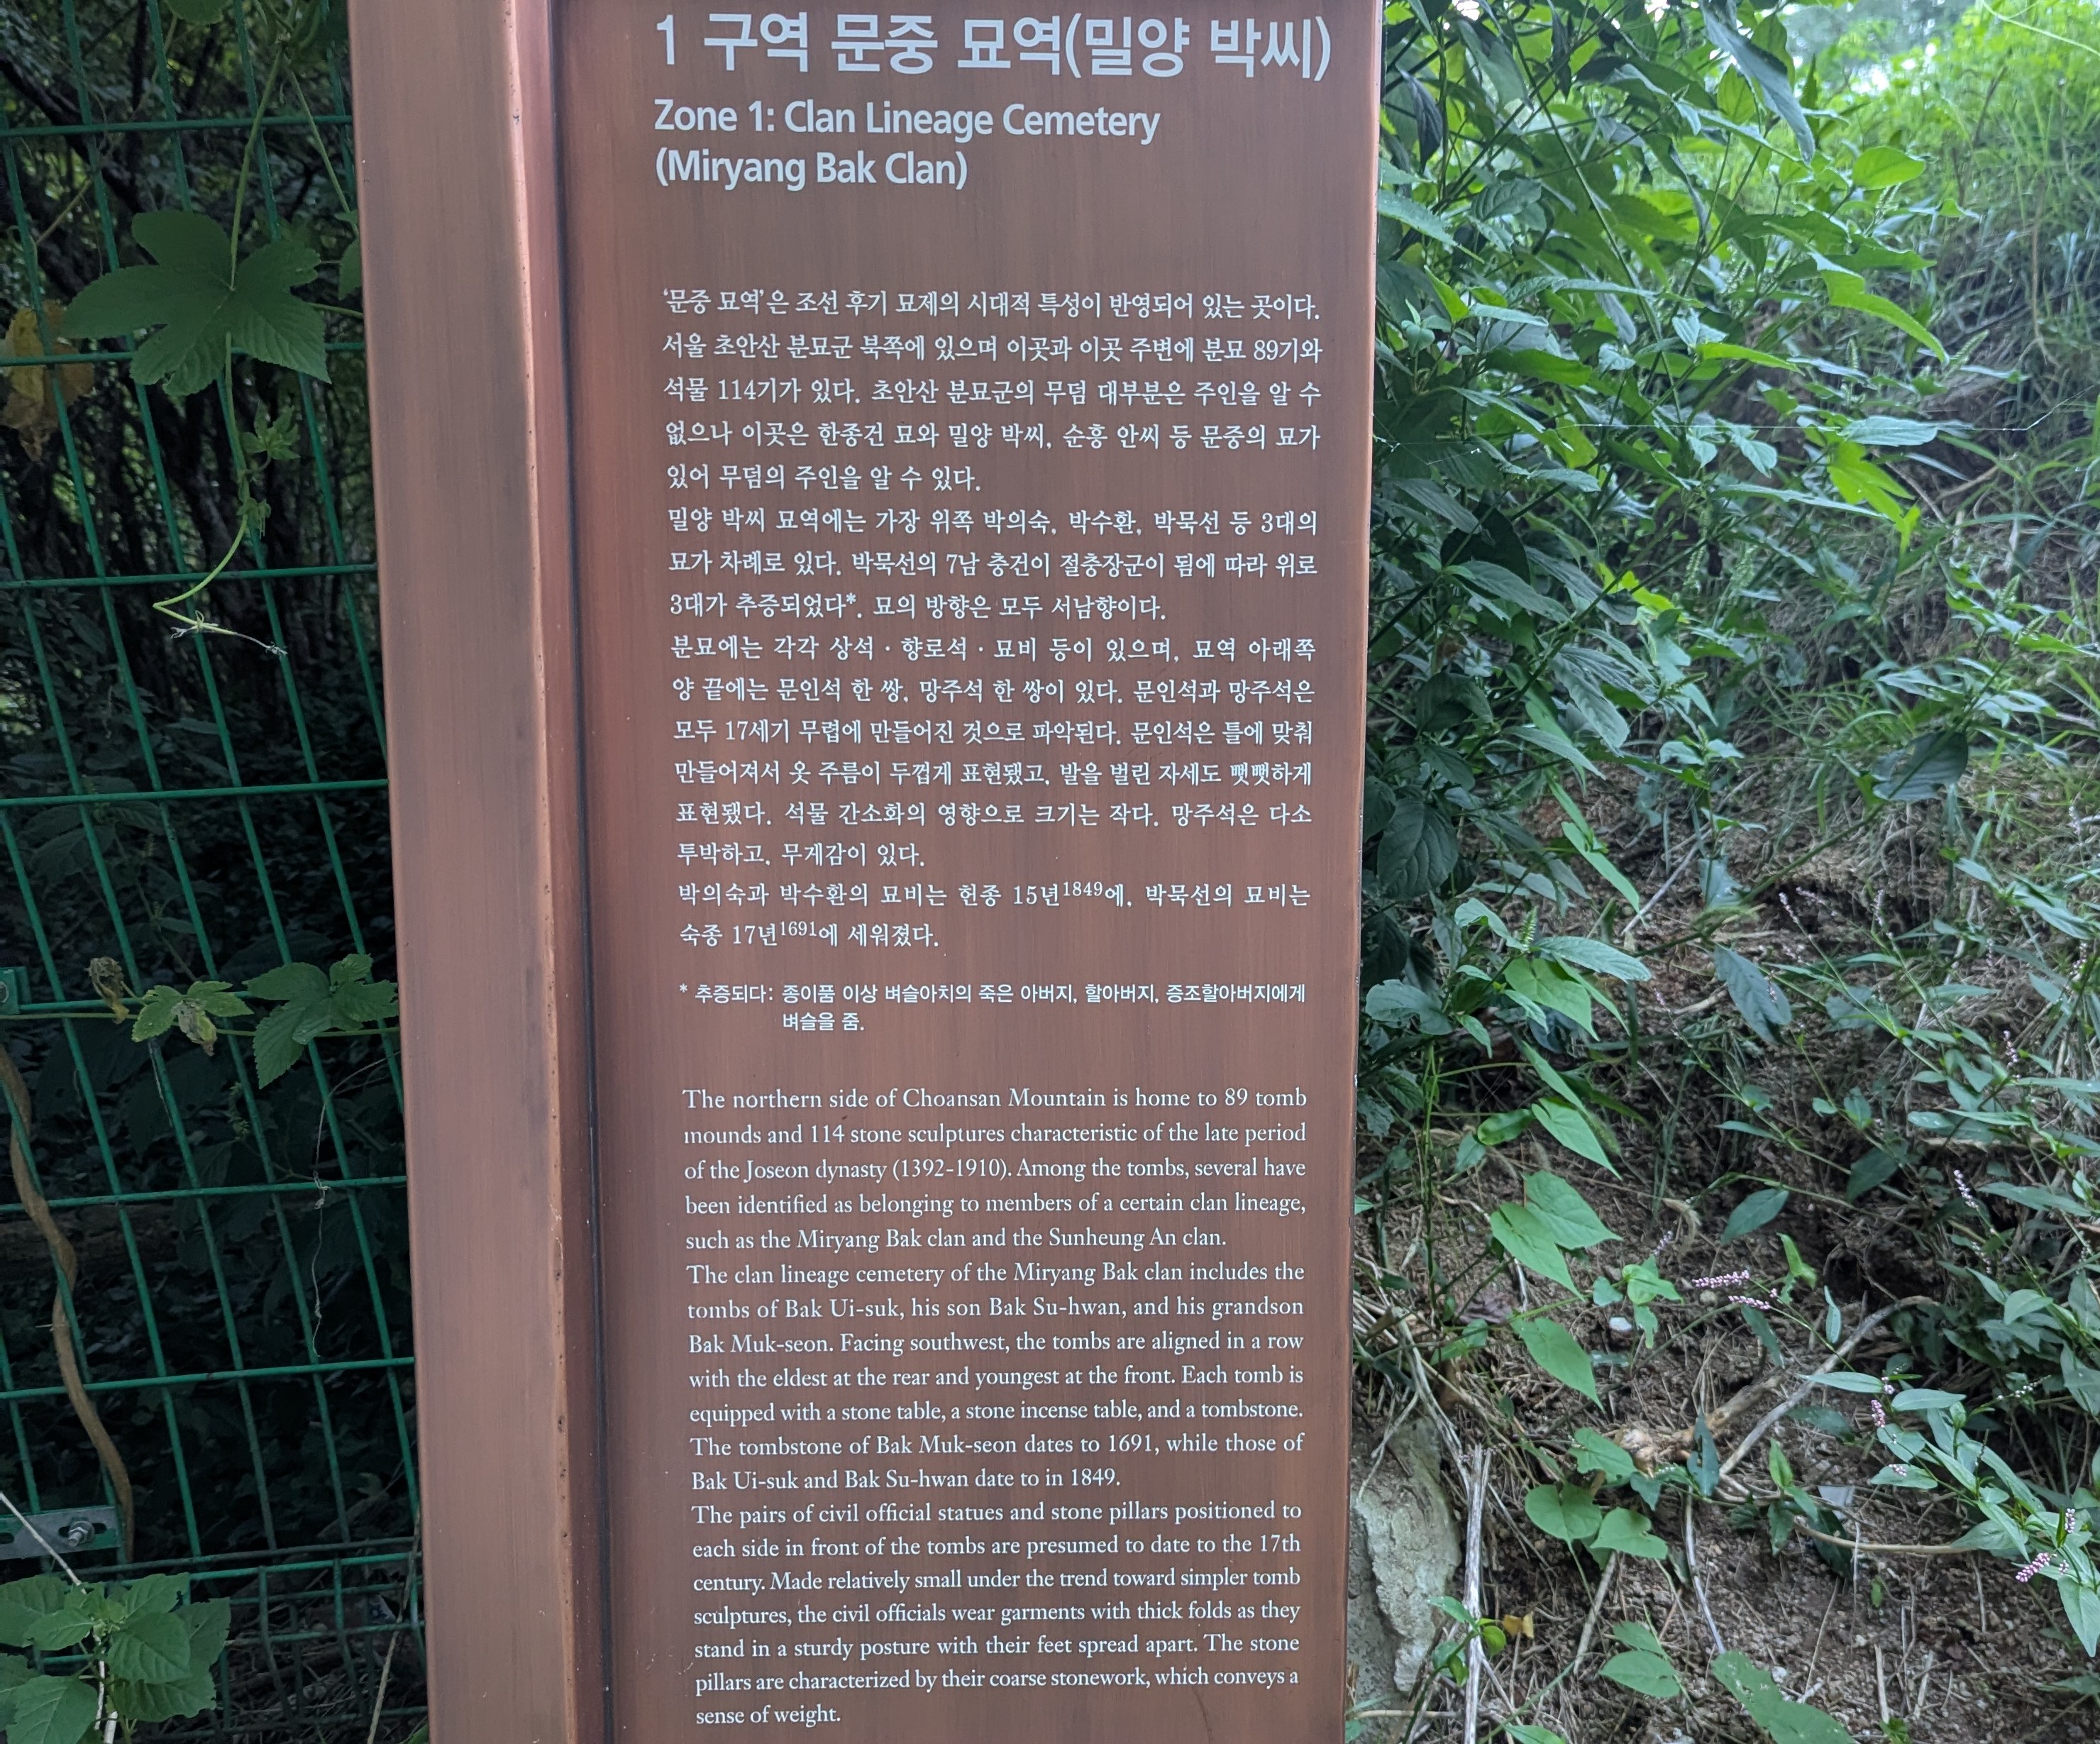 1 구역 문중 묘역(밀양 박씨)
Zone 1: Clan Lineage Cemetery
(Miryang Bak Clan)
‘문중 묘역’은 조선 후기 묘제의 시대적 특성이 반영되어 있는 곳이다.
서울 초안산 분묘군 북쪽에 있으며 이곳과 이곳 주변에 분묘 89기와
석물 114기가 있다. 초안산 분묘군의 무덤 대부분은 주인을 알 수
없으나 이곳은 한종건 묘와 밀양 박씨, 순흥 안씨 등 문중의 묘가
있어 무덤의 주인을 알 수 있다.
밀양 박씨 묘역에는 가장 위쪽 박의숙, 박수환, 박묵선 등 3대의
묘가 차례로 있다. 박묵선의 7남 충건이 절충장군이 됨에 따라 위로
3대가 추증되었다*. 묘의 방향은 모두 서남향이다.
분묘에는 각각 상석 · 향로석 · 묘비 등이 있으며, 묘역 아래쪽
양 끝에는 문인석 한 쌍, 망주석 한 쌍이 있다. 문인석과 망주석은
모두 17세기 무렵에 만들어진 것으로 파악된다. 문인석은 틀에 맞춰
만들어져서 옷 주름이 두껍게 표현됐고, 발을 벌린 자세도 뻣뻣하게
표현됐다. 석물 간소화의 영향으로 크기는 작다. 망주석은 다소
투박하고, 무게감이 있다.
박의숙과 박수환의 묘비는 헌종 15년1849에, 박묵선의 묘비는
숙종 17년1691에 세워졌다.
* 추증되다: 종이품 이상 벼슬아치의 죽은 아버지, 할아버지, 증조할아버지에게
벼슬을 줌.
The northern side of Choansan Mountain is home to 89 tomb
mounds and 114 stone sculptures characteristic of the late period
of the Joseon dynasty (1392-1910). Among the tombs, several have
been identified as belonging to members of a certain clan lineage,
such as the Miryang Bak clan and the Sunheung An clan.
The clan lineage cemetery of the Miryang Bak clan includes the
tombs of Bak Ui-suk, his son Bak Su-hwan, and his grandson
Bak Muk-seon. Facing southwest, the tombs are aligned in a row
with the eldest at the rear and youngest at the front. Each tomb is
equipped with a stone table, a stone incense table, and a tombstone.
The tombstone of Bak Muk-seon dates to 1691, while those of
Bak Ui-suk and Bak Su-hwan date to in 1849.
The pairs of civil official statues and stone pillars positioned to
each side in front of the tombs are presumed to date to the 17th
century. Made relatively small under the trend toward simpler tomb
sculptures, the civil officials wear garments with thick folds as they
stand in a sturdy posture with their feet spread apart. The stone
pillars are characterized by their coarse stonework, which conveys a
sense of weight.